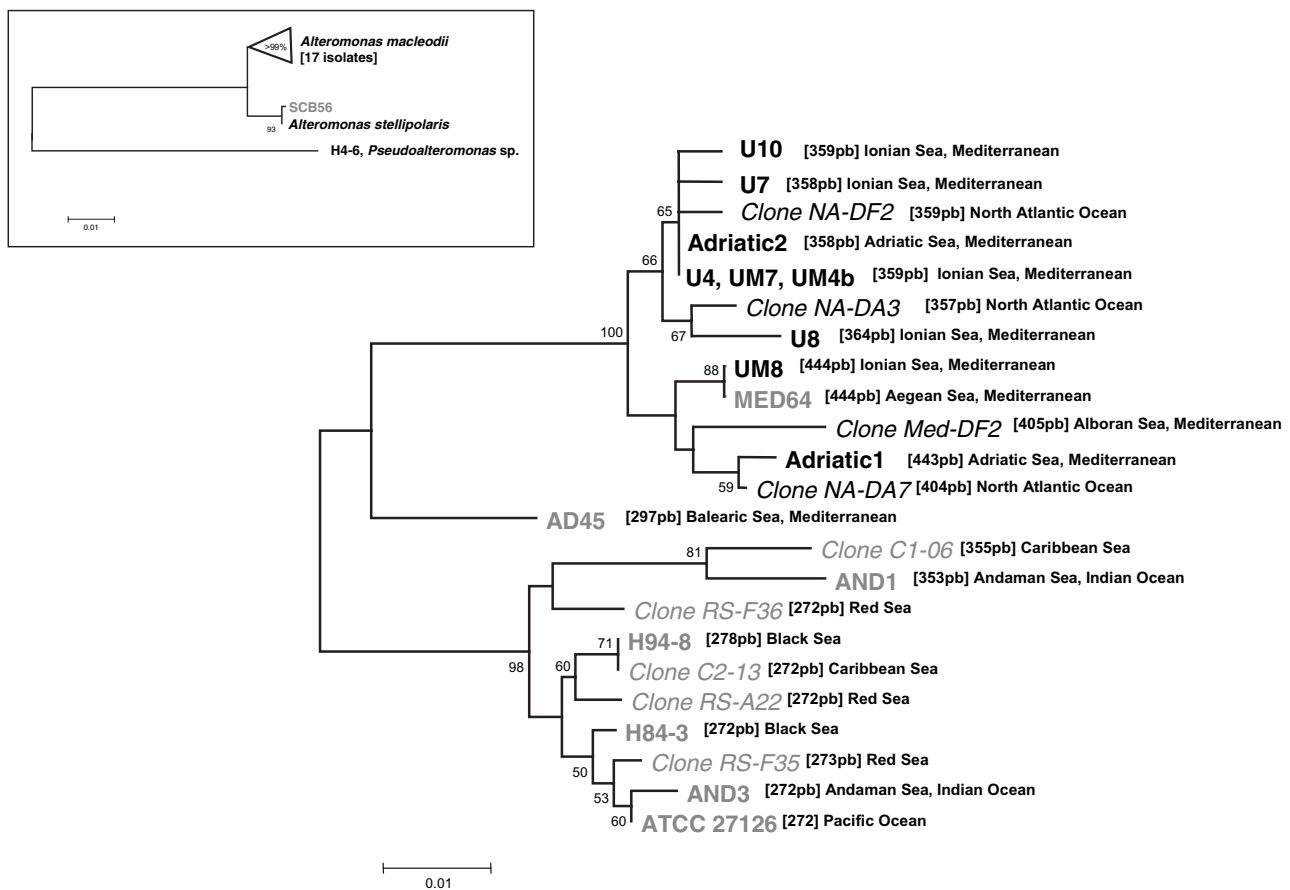 >99%
Alteromonas macleodii
[17 isolates]
SCB56
93
Alteromonas stellipolaris
H4-6, Pseudoalteromonas sp.
0.01
U10 [359pb] Ionian Sea, Mediterranean
U7 [358pb] Ionian Sea, Mediterranean
65
Clone NA-DF2 [359pb] North Atlantic Ocean
Adriatic2 [358pb] Adriatic Sea, Mediterranean
66
U4, UM7, UM4b [359pb] Ionian Sea, Mediterranean
Clone NA-DA3 [357pb] North Atlantic Ocean
100
67
U8 [364pb] Ionian Sea, Mediterranean
88
UM8 [444pb] Ionian Sea, Mediterranean
MED64 [444pb] Aegean Sea, Mediterranean
Clone Med-DF2 [405pb] Alboran Sea, Mediterranean
Adriatic1 [443pb] Adriatic Sea, Mediterranean
59
Clone NA-DA7 [404pb] North Atlantic Ocean
AD45 [297pb] Balearic Sea, Mediterranean
81
Clone C1-06 [355pb] Caribbean Sea
AND1 [353pb] Andaman Sea, Indian Ocean
Clone RS-F36 [272pb] Red Sea
71
H94-8 [278pb] Black Sea
98
60
Clone C2-13 [272pb] Caribbean Sea
Clone RS-A22 [272pb] Red Sea
H84-3 [272pb] Black Sea
50
Clone RS-F35 [273pb] Red Sea
53
AND3 [272pb] Andaman Sea, Indian Ocean
60
ATCC 27126 [272] Pacific Ocean
0.01